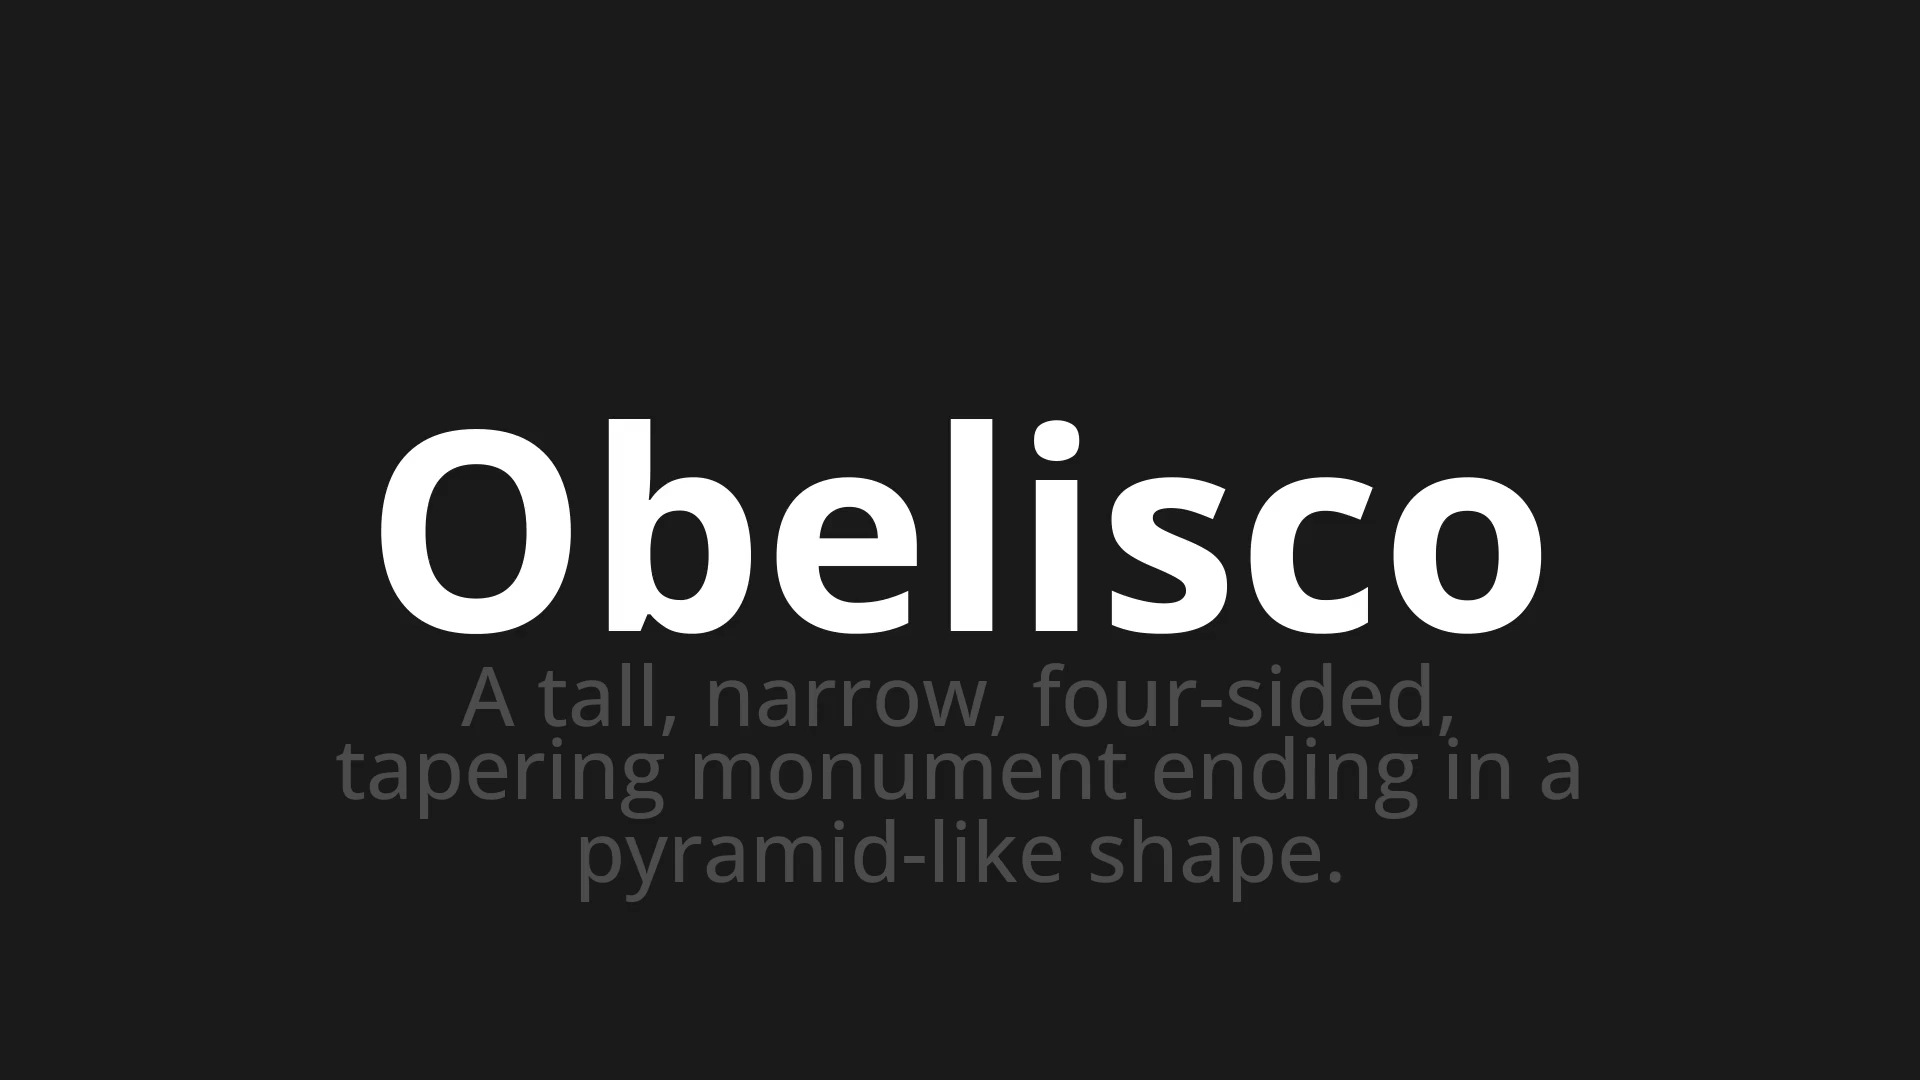 Obelisco
A tall, narrow, four-sided,
tapering monument ending in a
pyramid-like shape.